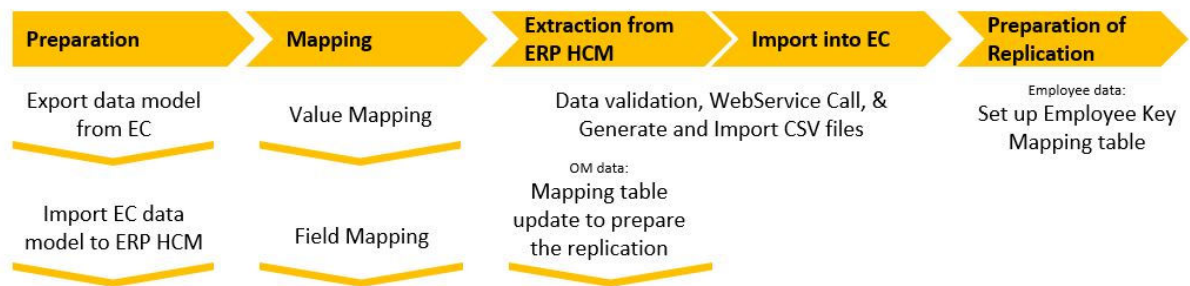 Preparation
Mapping
Extraction from
ERP HCM
Import into EC
Preparation of
Replication
Export data model
from EC
Import EC data
model to ERP HCM
Value Mapping
Field Mapping
Data validation, WebService Call, &
Generate and Import CSV files
OM data:
Mapping table
update to prepare
the replication
Employee data:
Set up Employee Key
Mapping table